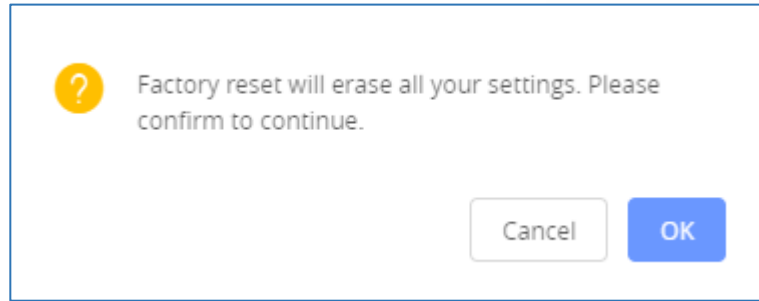 Factory reset will erase all your settings. Please
confirm to continue.
Cancel
OK